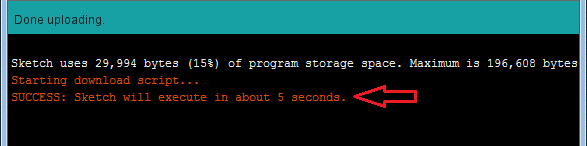 Done uploading.
Sketch uses 29,994 bytes (15%) of program storage space. Maximum is 196,608 bytes
Starting download script...
SUCCESS: Sketch will execute in about 5 seconds.